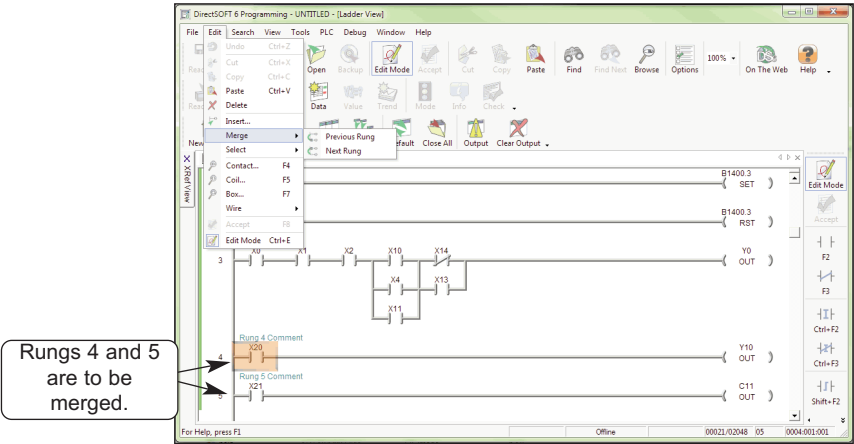 DirectSOFT 6 Programming - UNTITLED - [Ladder View]
File Edit Search View Tools PLC Debug Window Help
Undo Ctrl+Z
Cut Ctrl+X
Copy Ctrl+C
Paste Ctrl+V
Delete
Insert...
Merge
Select
Contact... F4
Coil... F5
Box... F7
Wire
Accept F8
Edit Mode Ctrl+E
Previous Rung
Next Rung
Open Backup Edit Mode Accept Cut Copy Paste Find Find Next Browse Options 100% On The Web Help
Data Value Trend Mode Info Check
New Close All Output Clear Output
XRef View
B1400.3
SET
B1400.3
RST
3 X0 X1 X2 X10 X14 Y0
OUT
X4 X13
X11
Rung 4 Comment
4 X20 Y10
OUT
Rung 5 Comment
5 X21 C11
OUT
Edit Mode
Accept
F2
F3
Ctrl+F2
Ctrl+F3
Shift+F2
Rungs 4 and 5
are to be
merged.
For Help, press F1 Offline 00021/02048 05 0004:001:001